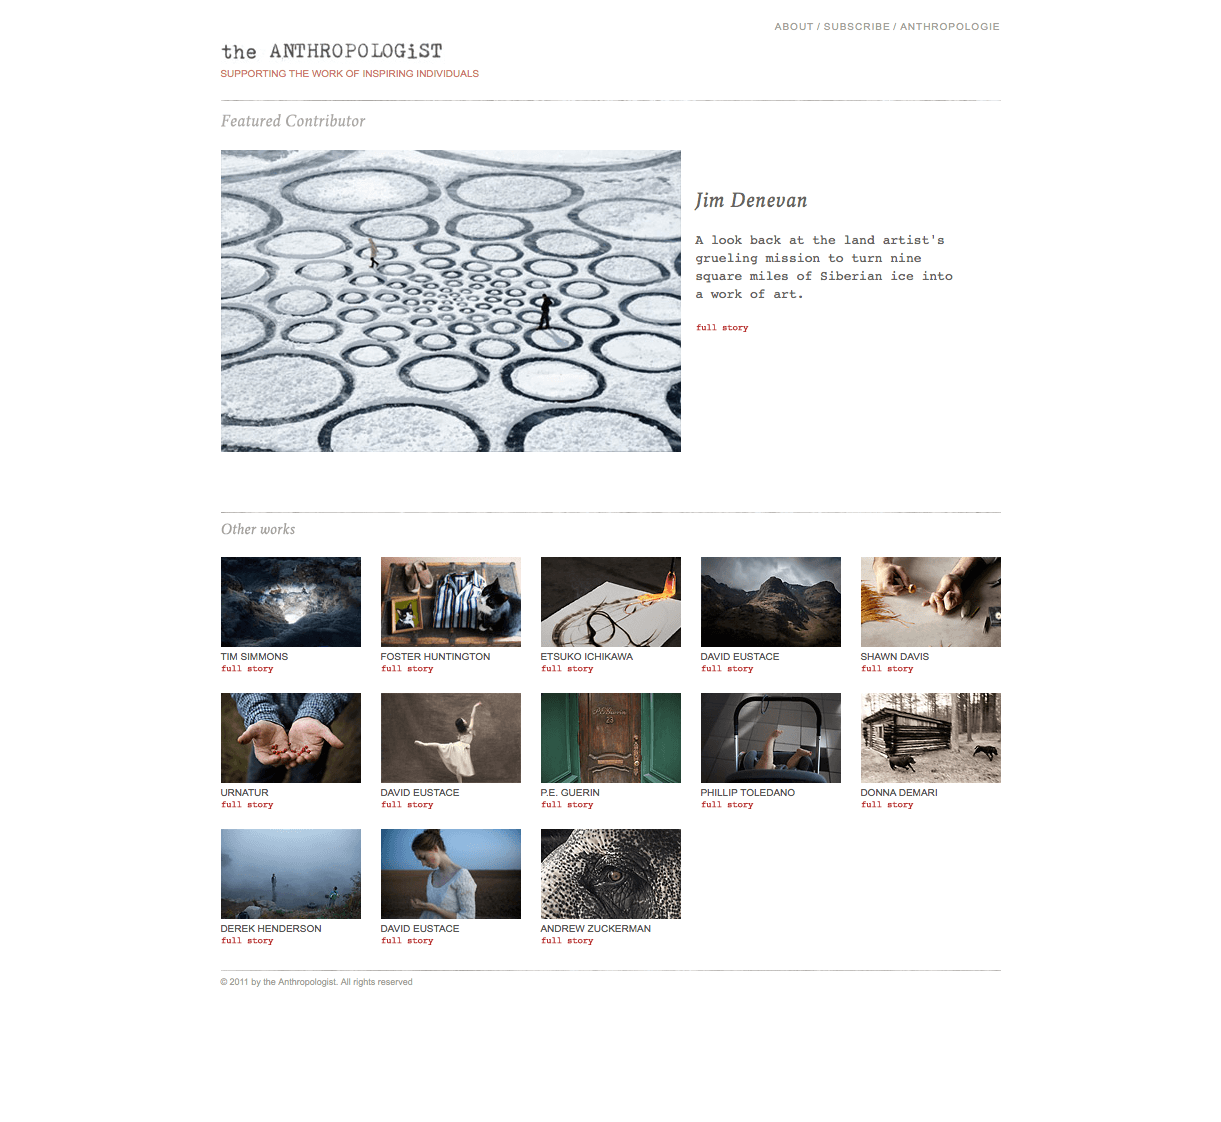 ABOUT / SUBSCRIBE / ANTHROPOLOGIE
the ANTHROPOLOGiST
SUPPORTING THE WORK OF INSPIRING INDIVIDUALS
Featured Contributor
Jim Denevan
A look back at the land artist's
grueling mission to turn nine
square miles of Siberian ice into
a work of art.
full story
Other works
TIM SIMMONS
full story
FOSTER HUNTINGTON
full story
ETSUKO ICHIKAWA
full story
DAVID EUSTACE
full story
SHAWN DAVIS
full story
URNATUR
full story
DAVID EUSTACE
full story
P.E. Guerin
23
P.E. GUERIN
full story
PHILLIP TOLEDANO
full story
DONNA DEMARI
full story
DEREK HENDERSON
full story
DAVID EUSTACE
full story
ANDREW ZUCKERMAN
full story
© 2011 by the Anthropologist. All rights reserved